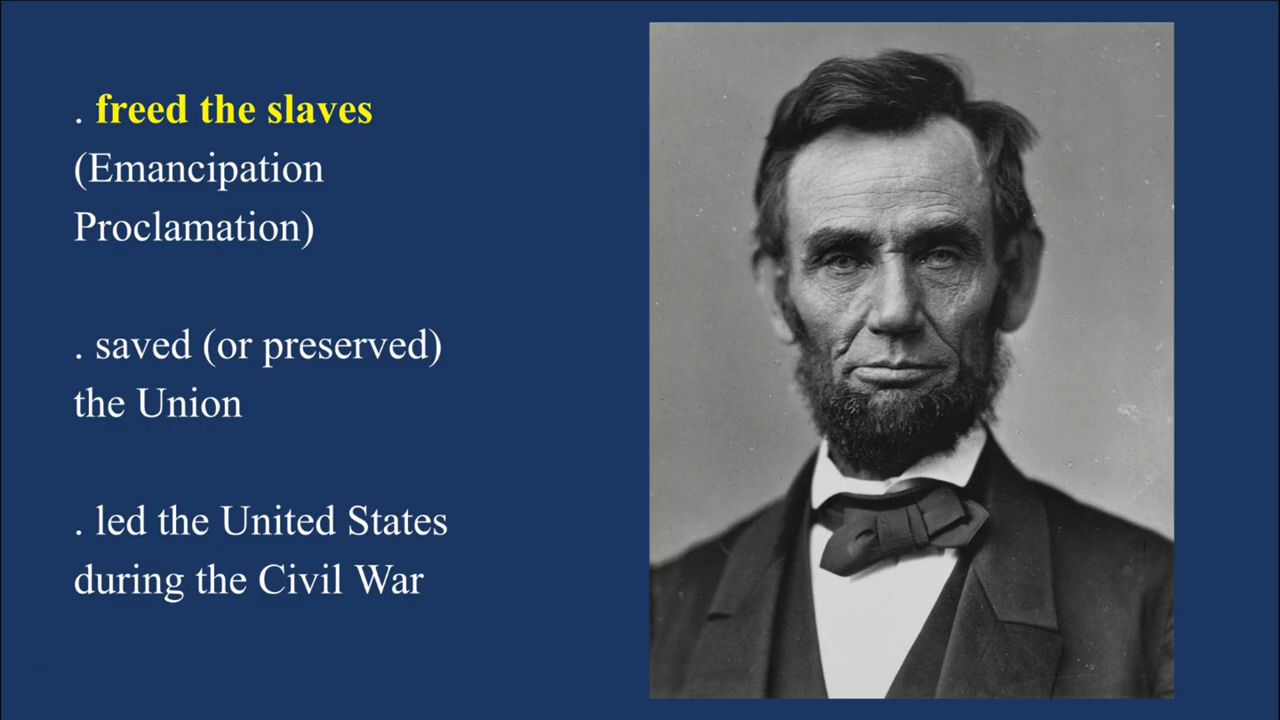 . freed the slaves
(Emancipation
Proclamation)
. saved (or preserved)
the Union
. led the United States
during the Civil War